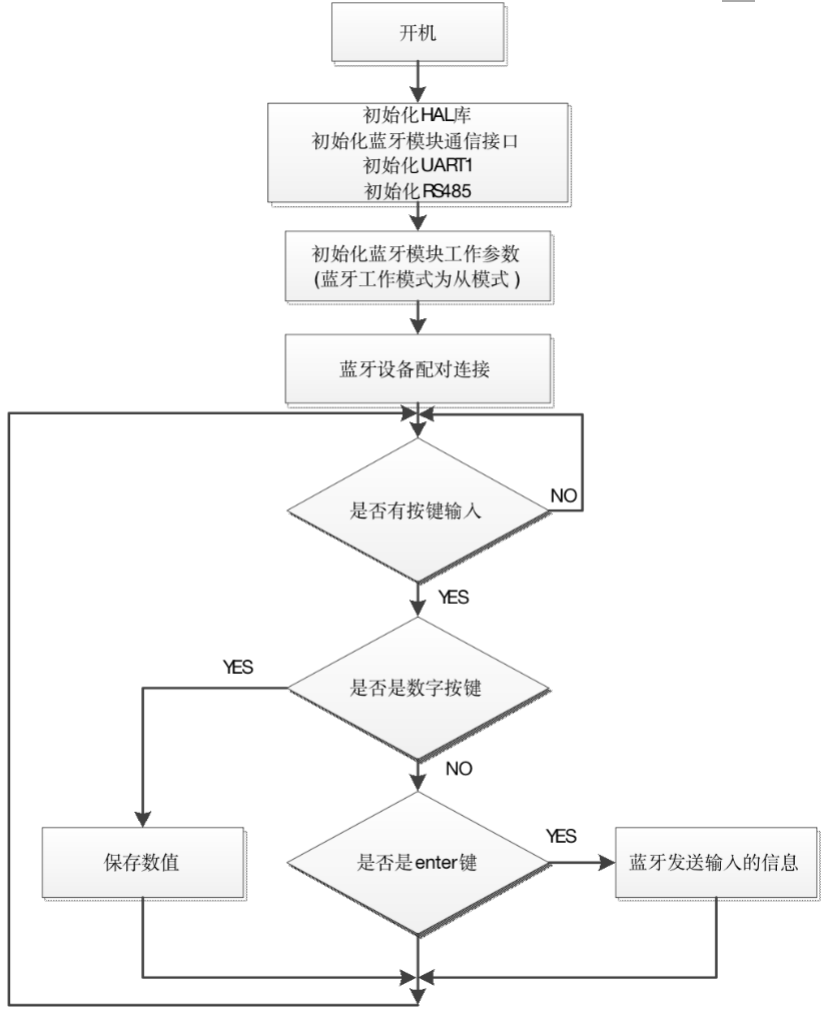 开机
初始化HAL库
初始化蓝牙模块通信接口
初始化UART1
初始化RS485
初始化蓝牙模块工作参数
(蓝牙工作模式为从模式 )
蓝牙设备配对连接
NO
是否有按键输入
YES
YES
是否是数字按键
NO
YES
保存数值
是否是enter键
蓝牙发送输入的信息